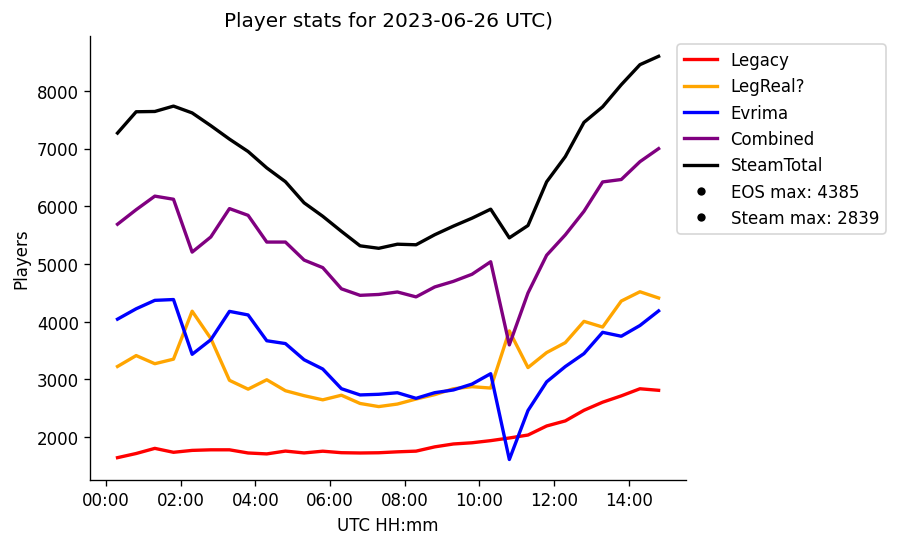 Player stats for 2023-06-26 UTC)
Legacy
LegReal?
Evrima
Combined
SteamTotal
EOS max: 4385
Steam max: 2839
Players
8000
7000
6000
5000
4000
3000
2000
00:00 02:00 04:00 06:00 08:00 10:00 12:00 14:00
UTC HH:mm